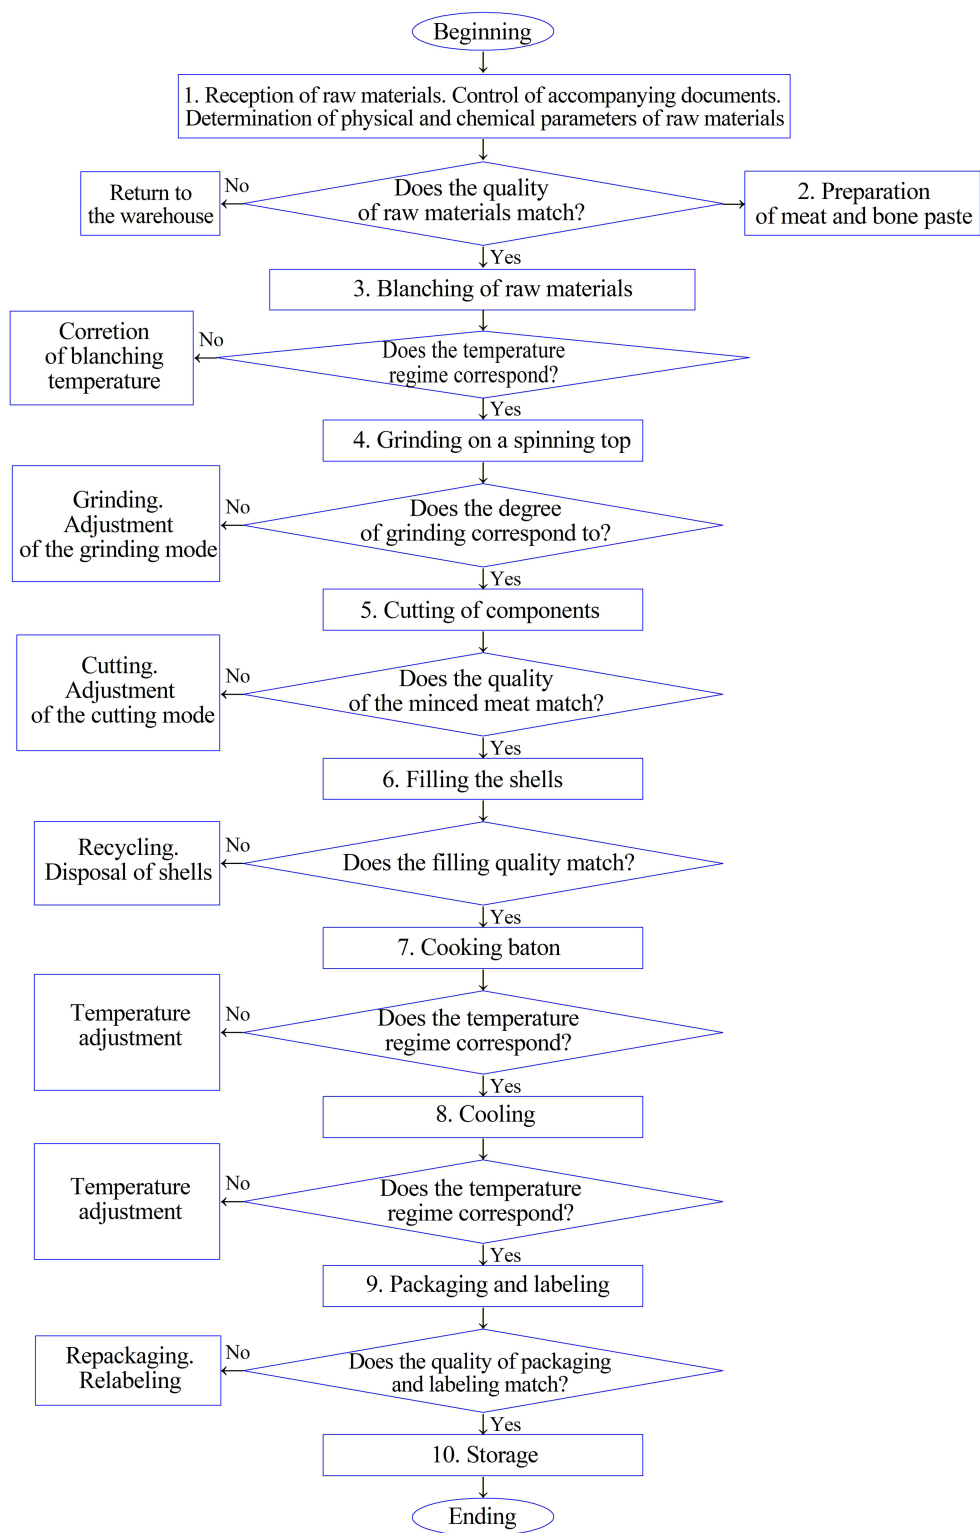 Beginning
1. Reception of raw materials. Control of accompanying documents.
Determination of physical and chemical parameters of raw materials
Return to
the warehouse
No
Does the quality
of raw materials match?
2. Preparation
of meat and bone paste
Yes
3. Blanching of raw materials
Corretion
of blanching
temperature
No
Does the temperature
regime correspond?
Yes
4. Grinding on a spinning top
Grinding.
Adjustment
of the grinding mode
No
Does the degree
of grinding correspond to?
Yes
5. Cutting of components
Cutting.
Adjustment
of the cutting mode
No
Does the quality
of the minced meat match?
Yes
6. Filling the shells
Recycling.
Disposal of shells
No
Does the filling quality match?
Yes
7. Cooking baton
Temperature
adjustment
No
Does the temperature
regime correspond?
Yes
8. Cooling
Temperature
adjustment
No
Does the temperature
regime correspond?
Yes
9. Packaging and labeling
Repackaging.
Relabeling
No
Does the quality of packaging
and labeling match?
Yes
10. Storage
Ending